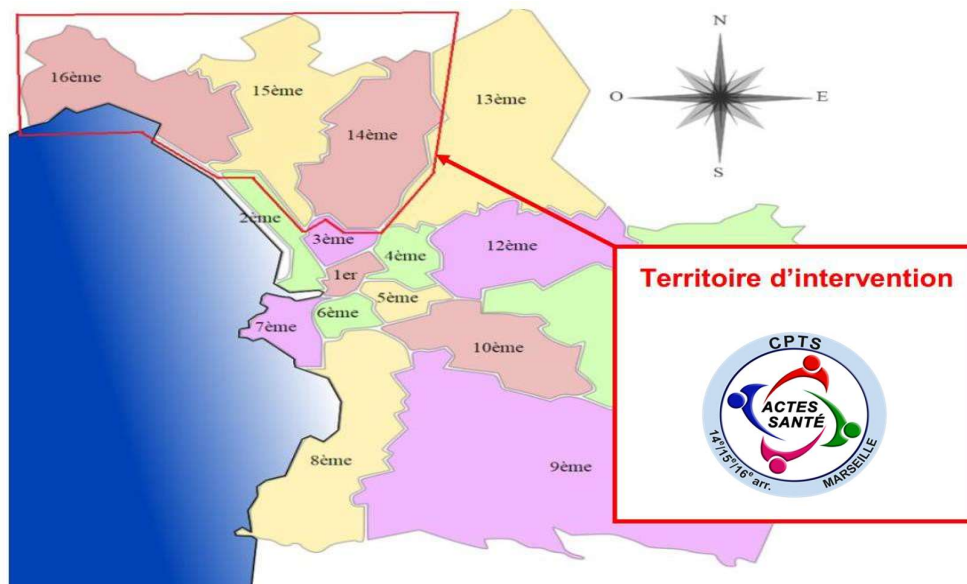 N
O
E
S
16ème
15ème
14ème
13ème
2ème
3ème
12ème
4ème
1er
5ème
6ème
7ème
10ème
8ème
9ème
Territoire d’intervention
CPTS
ACTES
SANTÉ
14°/15°/16° arr.
MARSEILLE